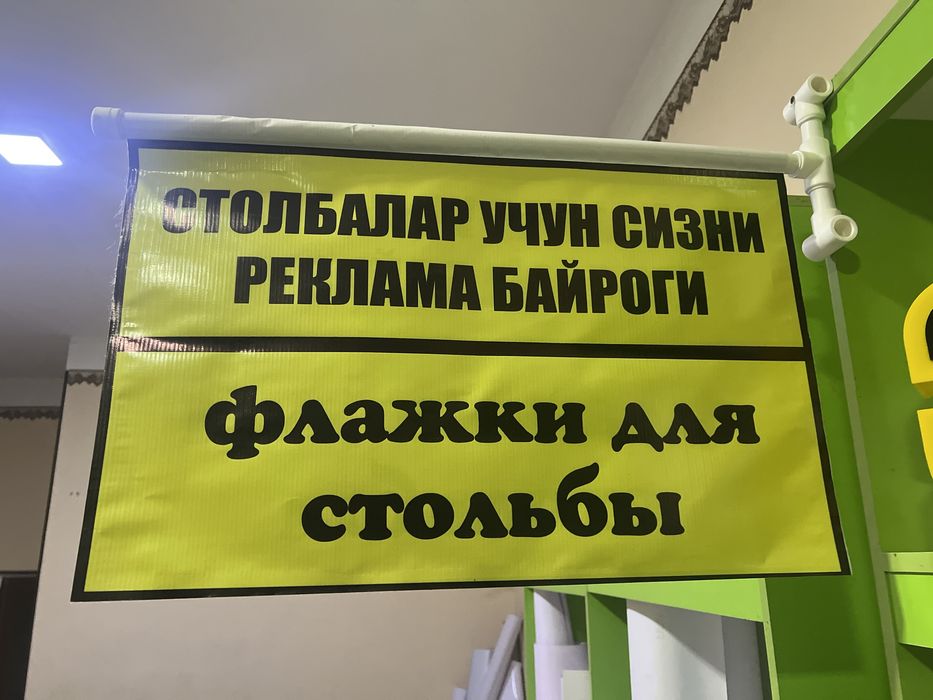 СТОЛБАЛАР УЧУН СИЗНИ
РЕКЛАМА БАЙРОГИ
флажки для
стольбы